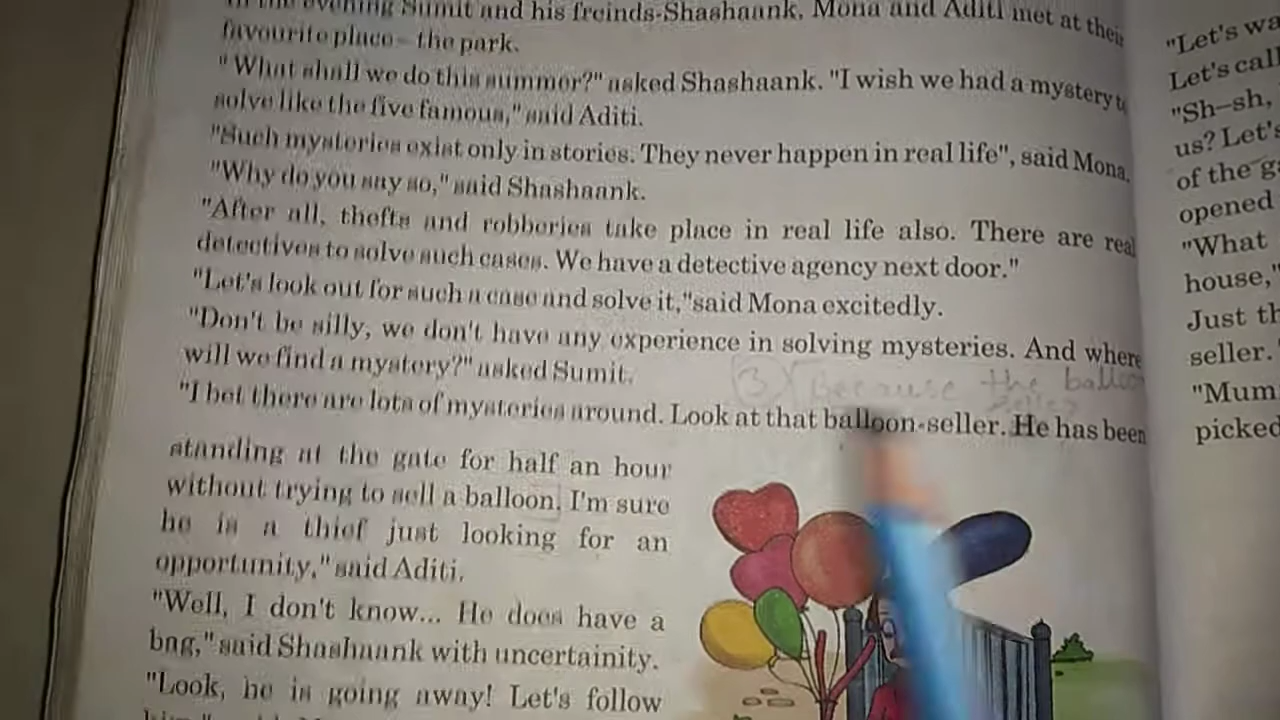 In the evening Sumit and his freinds-Shashaank, Mona and Aditi met at their
favourite place – the park.
"What shall we do this summer?" asked Shashaank. "I wish we had a mystery to
solve like the five famous," said Aditi.
"Such mysteries exist only in stories. They never happen in real life", said Mona.
"Why do you say so," said Shashaank.
"After all, thefts and robberies take place in real life also. There are real
detectives to solve such cases. We have a detective agency next door."
"Let's look out for such a case and solve it,"said Mona excitedly.
"Don't be silly, we don't have any experience in solving mysteries. And where
will we find a mystery?" asked Sumit.
3 Because the balloon
seller
"I bet there are lots of mysteries around. Look at that balloon-seller. He has been
standing at the gate for half an hour
without trying to sell a balloon. I'm sure
he is a thief just looking for an
opportunity," said Aditi.
"Well, I don't know... He does have a
bag," said Shashaank with uncertainity.
"Look, he is going away! Let's follow
"Let's wa
Let's call
"Sh–sh,
us? Let's
of the g
opened
"What
house,"
Just th
seller."
"Mum
picked